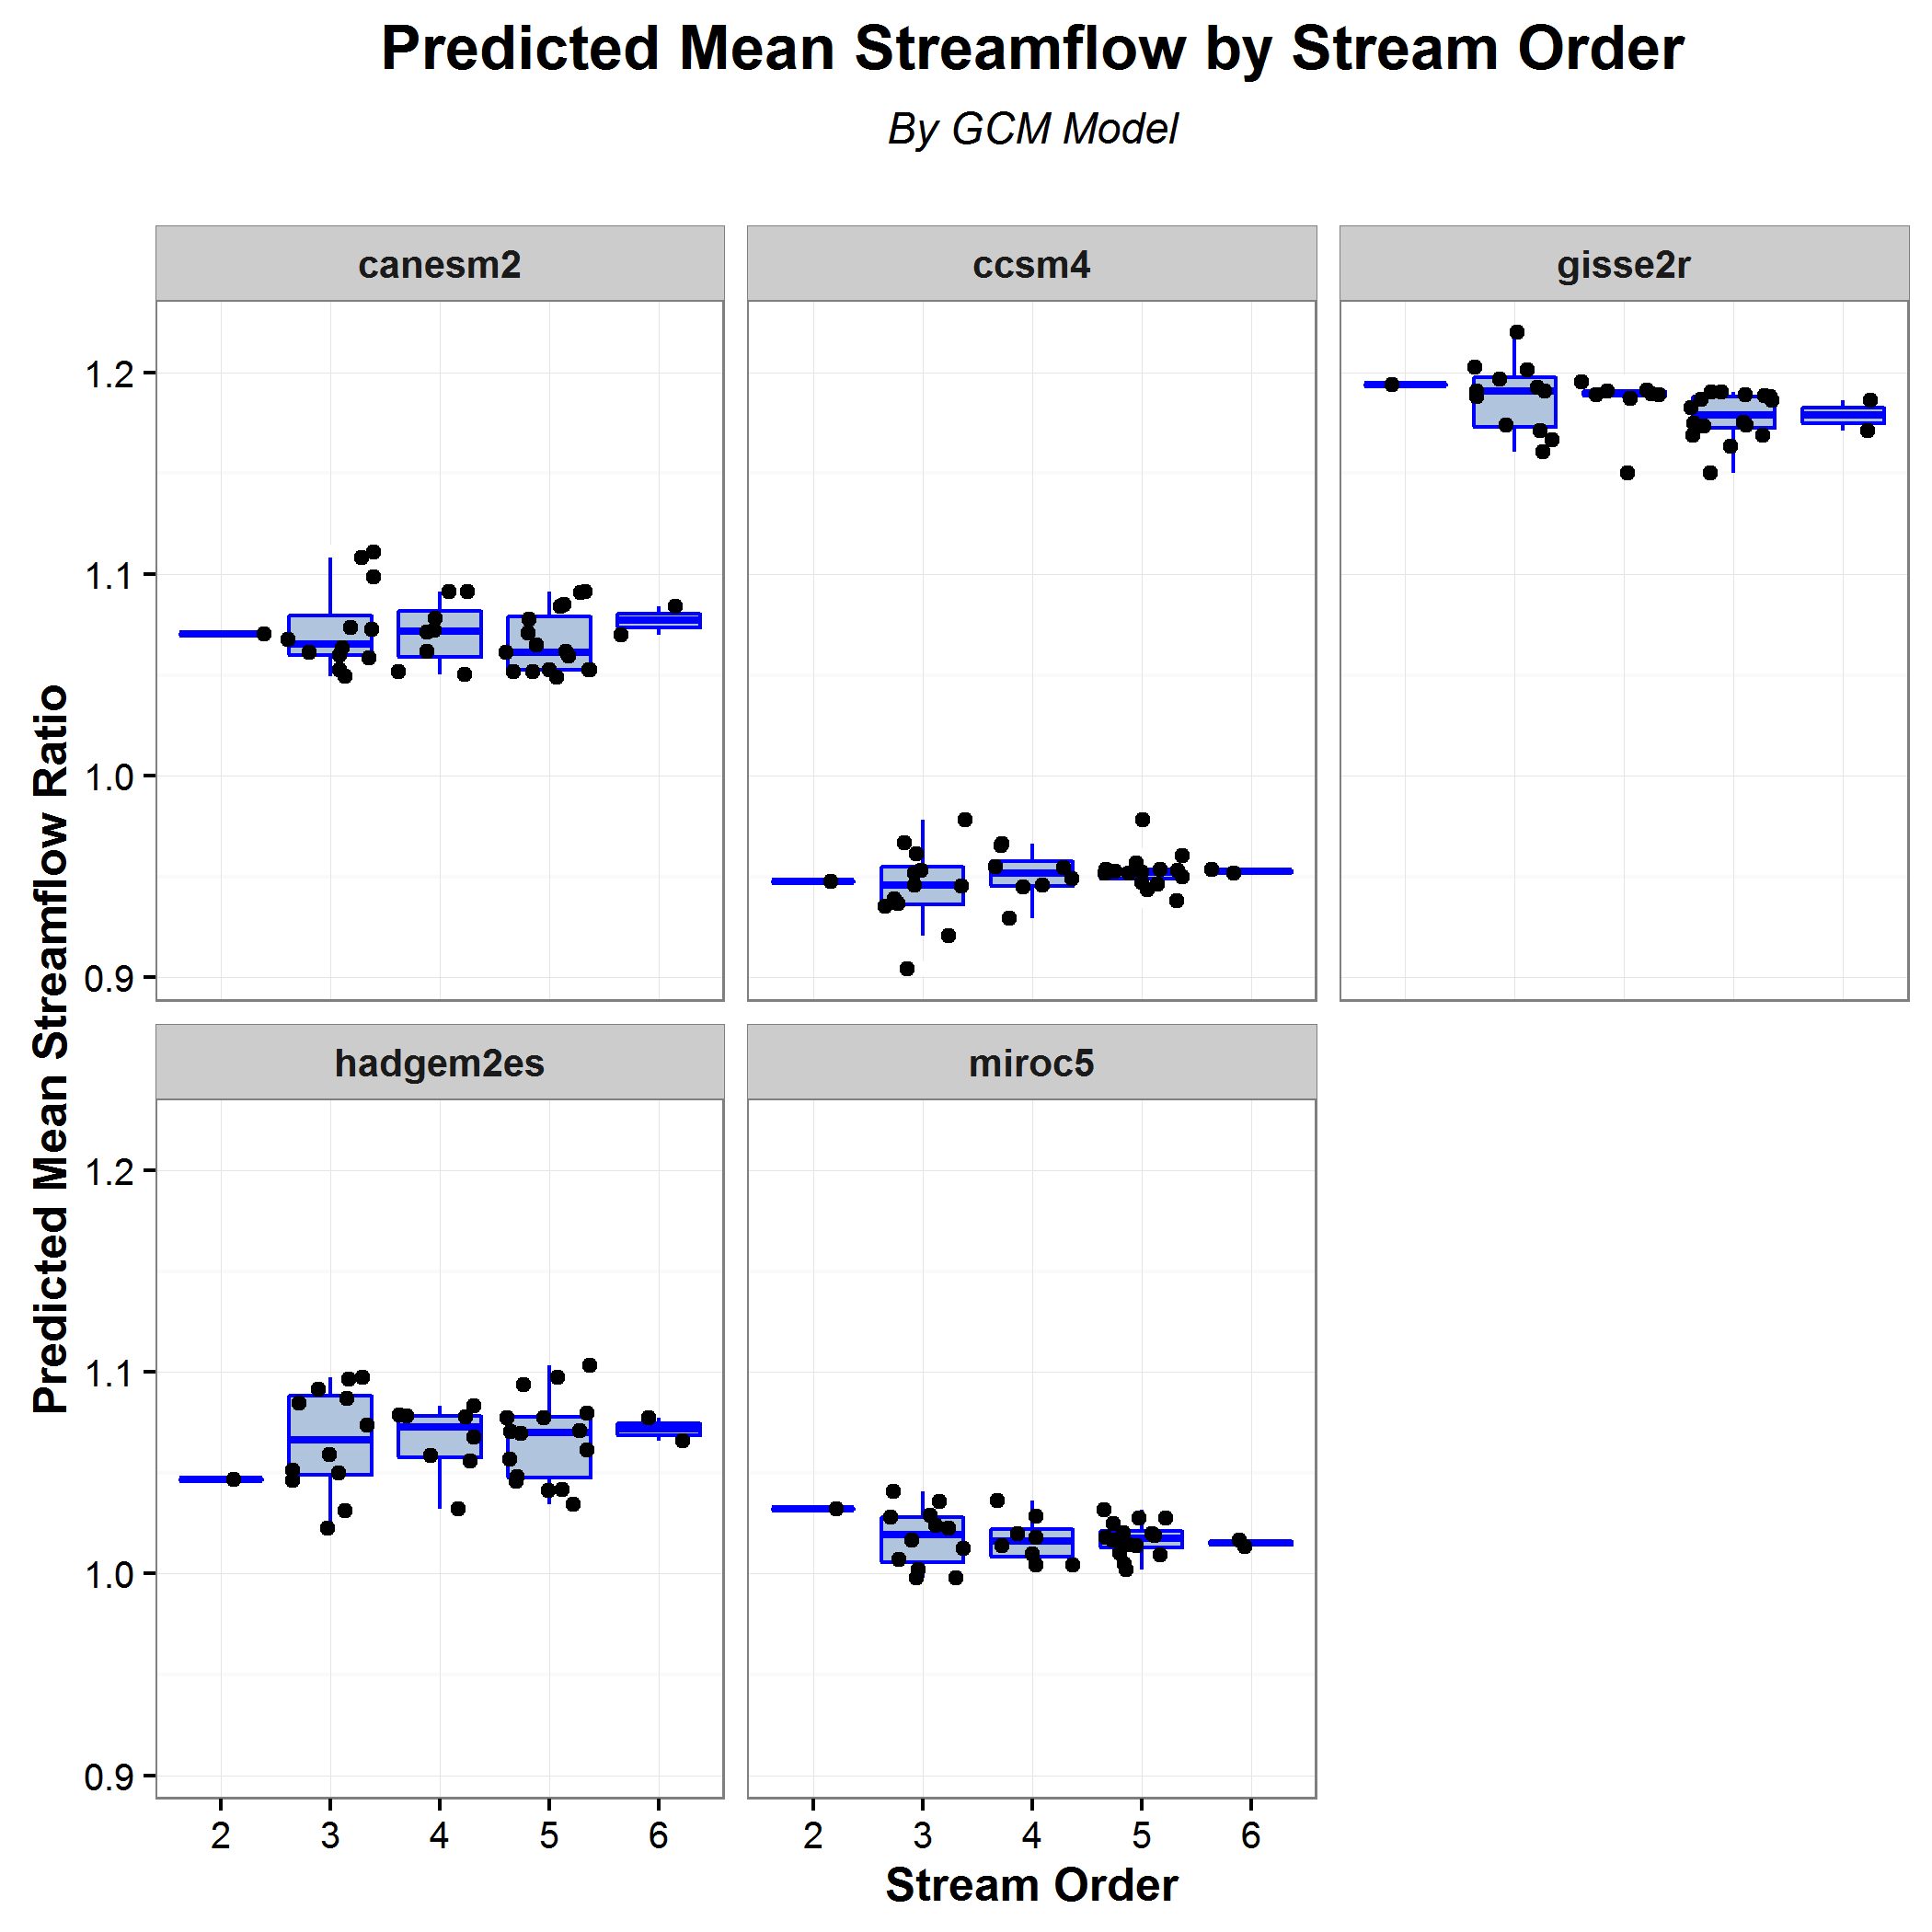 Predicted Mean Streamflow by Stream Order
By GCM Model
canesm2
ccsm4
gisse2r
1.2
1.1
1.0
0.9
Predicted Mean Streamflow Ratio
hadgem2es
miroc5
1.2
1.1
1.0
0.9
2 3 4 5 6
2 3 4 5 6
Stream Order